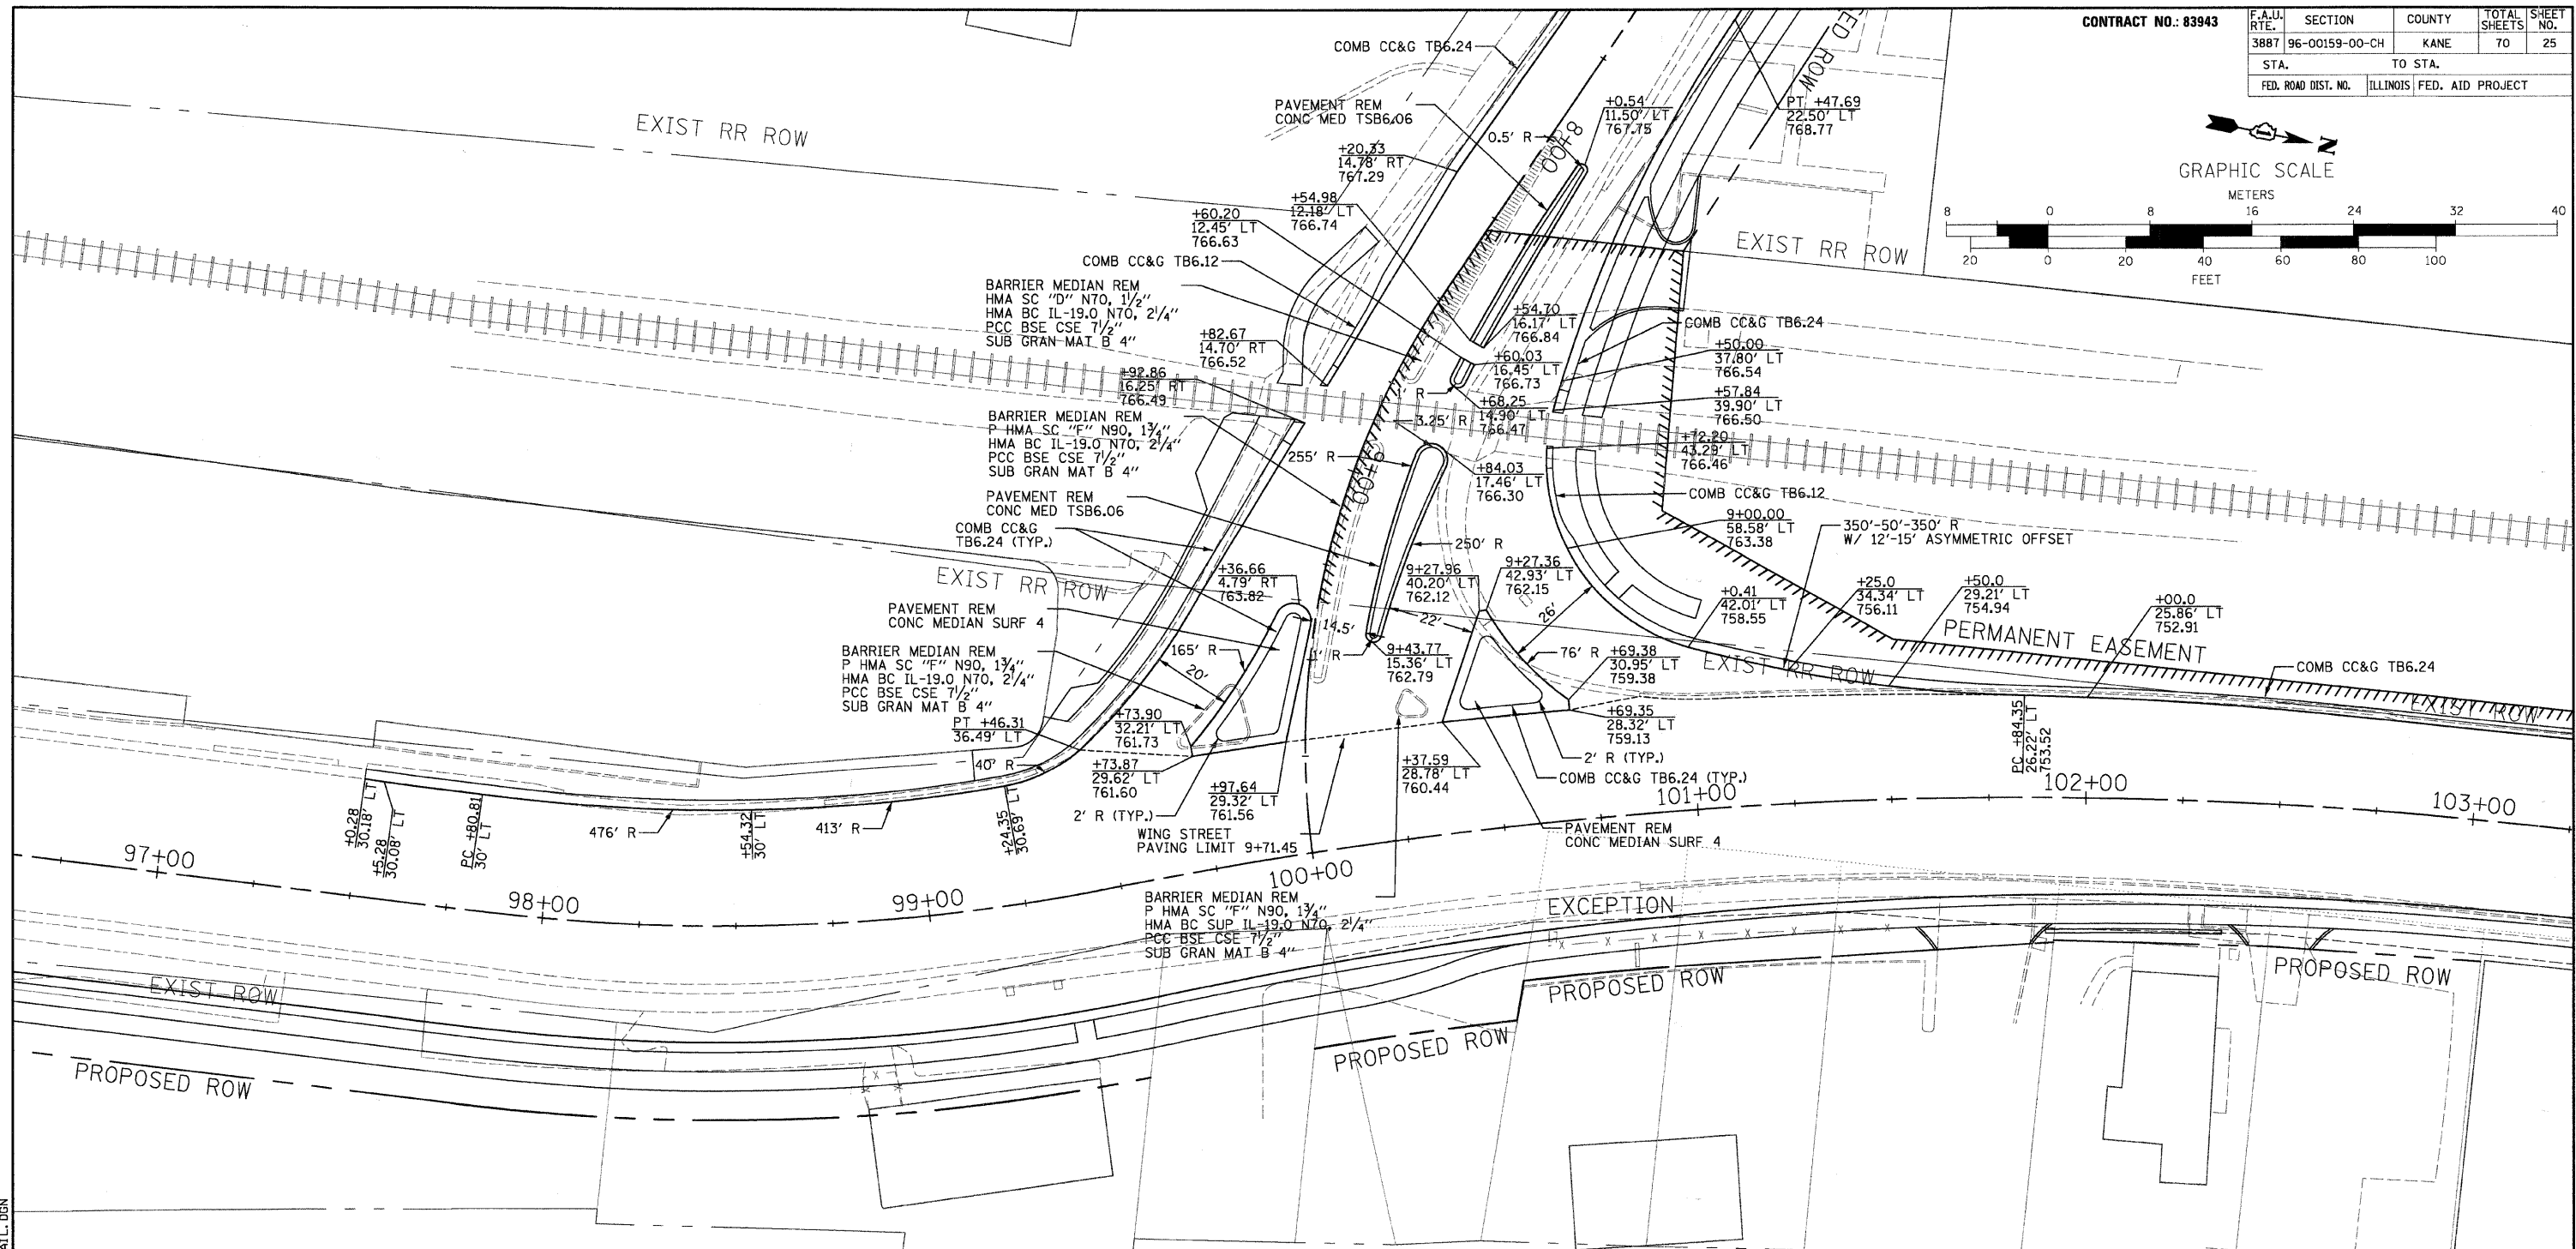 CONTRACT NO.: 83943
F.A.U. RTE. SECTION COUNTY TOTAL SHEETS SHEET NO.
3887 96-00159-00-CH KANE 70 25
STA. TO STA.
FED. ROAD DIST. NO. ILLINOIS FED. AID PROJECT
N
GRAPHIC SCALE
METERS
8 0 8 16 24 32 40
20 0 20 40 60 80 100
FEET
COMB CC&G TB6.24
EXIST RR ROW
PAVEMENT REM
CONC MED TSB6.06
0.5' R
+0.54
11.50' LT
767.75
PT +47.69
22.50' LT
768.77
ROW
8+00
+20.33
14.78' RT
767.29
+54.98
12.18' LT
766.74
+60.20
12.45' LT
766.63
COMB CC&G TB6.12
EXIST RR ROW
BARRIER MEDIAN REM
HMA SC "D" N70, 1½"
HMA BC IL-19.0 N70, 2¼"
PCC BSE CSE 7½"
SUB GRAN MAT B 4"
+82.67
14.70' RT
766.52
+54.70
16.17' LT
766.84
COMB CC&G TB6.24
+50.00
37.80' LT
766.54
+60.03
16.45' LT
766.73
+92.86
16.25' RT
766.49
R
+68.25
14.90' LT
766.47
+57.84
39.90' LT
766.50
3.25' R
BARRIER MEDIAN REM
P HMA SC "F" N90, 1¾"
HMA BC IL-19.0 N70, 2¼"
PCC BSE CSE 7½"
SUB GRAN MAT B 4"
+72.20
43.29' LT
766.46
255' R
9+00
+84.03
17.46' LT
766.30
COMB CC&G TB6.12
PAVEMENT REM
CONC MED TSB6.06
COMB CC&G
TB6.24 (TYP.)
9+00.00
58.58' LT
763.38
350'-50'-350' R
W/ 12'-15' ASYMMETRIC OFFSET
250' R
EXIST RR ROW
+36.66
4.79' RT
763.82
9+27.96
40.20' LT
762.12
9+27.36
42.93' LT
762.15
26'
+0.41
42.01' LT
758.55
+25.0
34.34' LT
756.11
+50.0
29.21' LT
754.94
+00.0
25.86' LT
752.91
PAVEMENT REM
CONC MEDIAN SURF 4
14.5'
22'
PERMANENT EASEMENT
BARRIER MEDIAN REM
P HMA SC "F" N90, 1¾"
HMA BC IL-19.0 N70, 2¼"
PCC BSE CSE 7½"
SUB GRAN MAT B 4"
165' R
20'
1' R
9+43.77
15.36' LT
762.79
76' R
+69.38
30.95' LT
759.38
EXIST RR ROW
COMB CC&G TB6.24
EXIST ROW
PT +46.31
36.49' LT
+73.90
32.21' LT
761.73
+69.35
28.32' LT
759.13
PC +84.35
26.22' LT
753.52
40' R
+73.87
29.62' LT
761.60
+37.59
28.78' LT
760.44
2' R (TYP.)
COMB CC&G TB6.24 (TYP.)
+97.64
29.32' LT
761.56
2' R (TYP.)
+0.28
30.18' LT
+5.28
30.08' LT
PC +80.81
30' LT
476' R
+54.32
30' LT
413' R
+24.35
30.69' LT
WING STREET
PAVING LIMIT 9+71.45
PAVEMENT REM
CONC MEDIAN SURF 4
97+00
98+00
99+00
100+00
101+00
102+00
103+00
BARRIER MEDIAN REM
P HMA SC "F" N90, 1¾"
HMA BC SUP IL-19.0 N70, 2¼"
PCC BSE CSE 7½"
SUB GRAN MAT B 4"
EXCEPTION
EXIST ROW
PROPOSED ROW
PROPOSED ROW
PROPOSED ROW
PROPOSED ROW